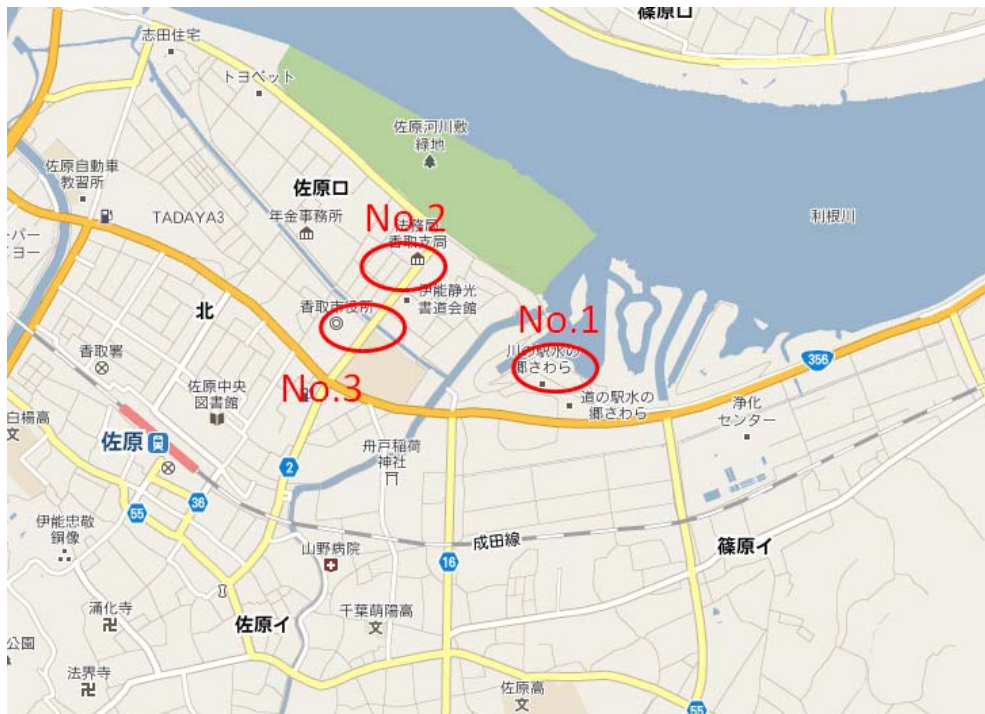 篠原ロ
志田住宅
トヨペット
佐原河川敷
緑地
佐原自動車
教習所
佐原ロ
利根川
TADAYA3
年金事務所
No.2
法務局
香取支局
伊能静光
書道会館
北
香取市役所
No.1
川の駅水の
郷さわら
356
香取署
No.3
道の駅水の
郷さわら
佐原中央
図書館
浄化
センター
白楊高
文
佐原
舟戸稲荷
神社
2
36
55
伊能忠敬
銅像
成田線
篠原イ
山野病院
16
涌化寺
千葉萌陽高
文
佐原イ
公園
法界寺
佐原高
文
55